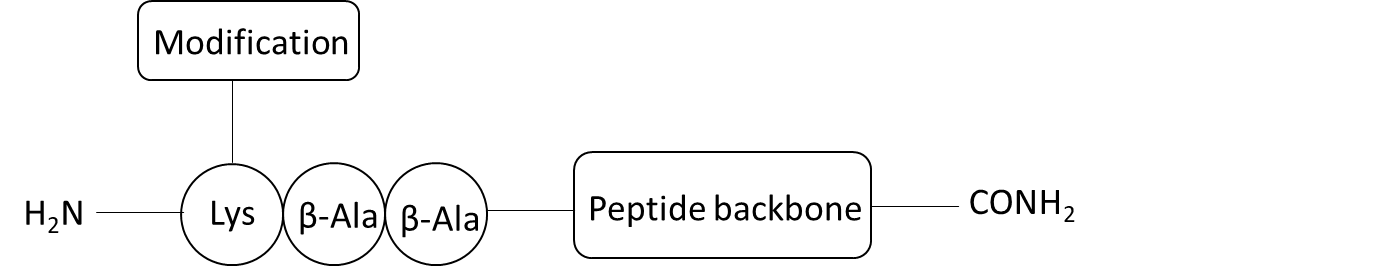 Modification
H₂N Lys β-Ala β-Ala Peptide backbone CONH₂